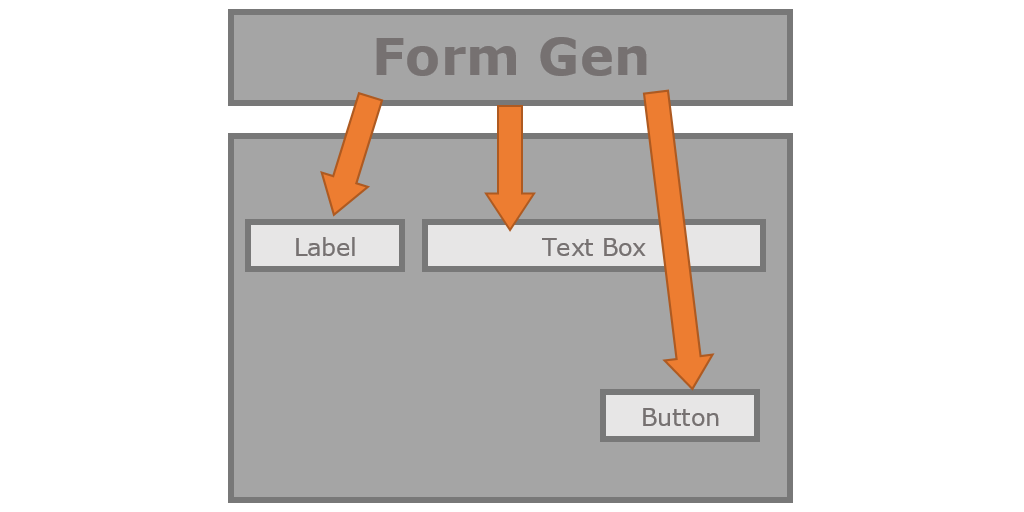 Form Gen
Label
Text Box
Button